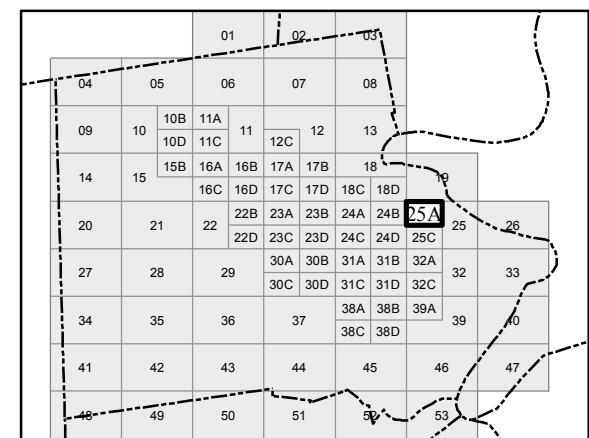 01 02 03
04 05 06 07 08
10B 11A
09 10 11 12 13
10D 11C 12C
15B 16A 16B 17A 17B 18
14 15 19
16C 16D 17C 17D 18C 18D
22B 23A 23B 24A 24B 25A
20 21 22 25 26
22D 23C 23D 24C 24D 25C
30A 30B 31A 31B 32A
27 28 29 32 33
30C 30D 31C 31D 32C
38A 38B 39A
34 35 36 37 39 40
38C 38D
41 42 43 44 45 46 47
48 49 50 51 52 53